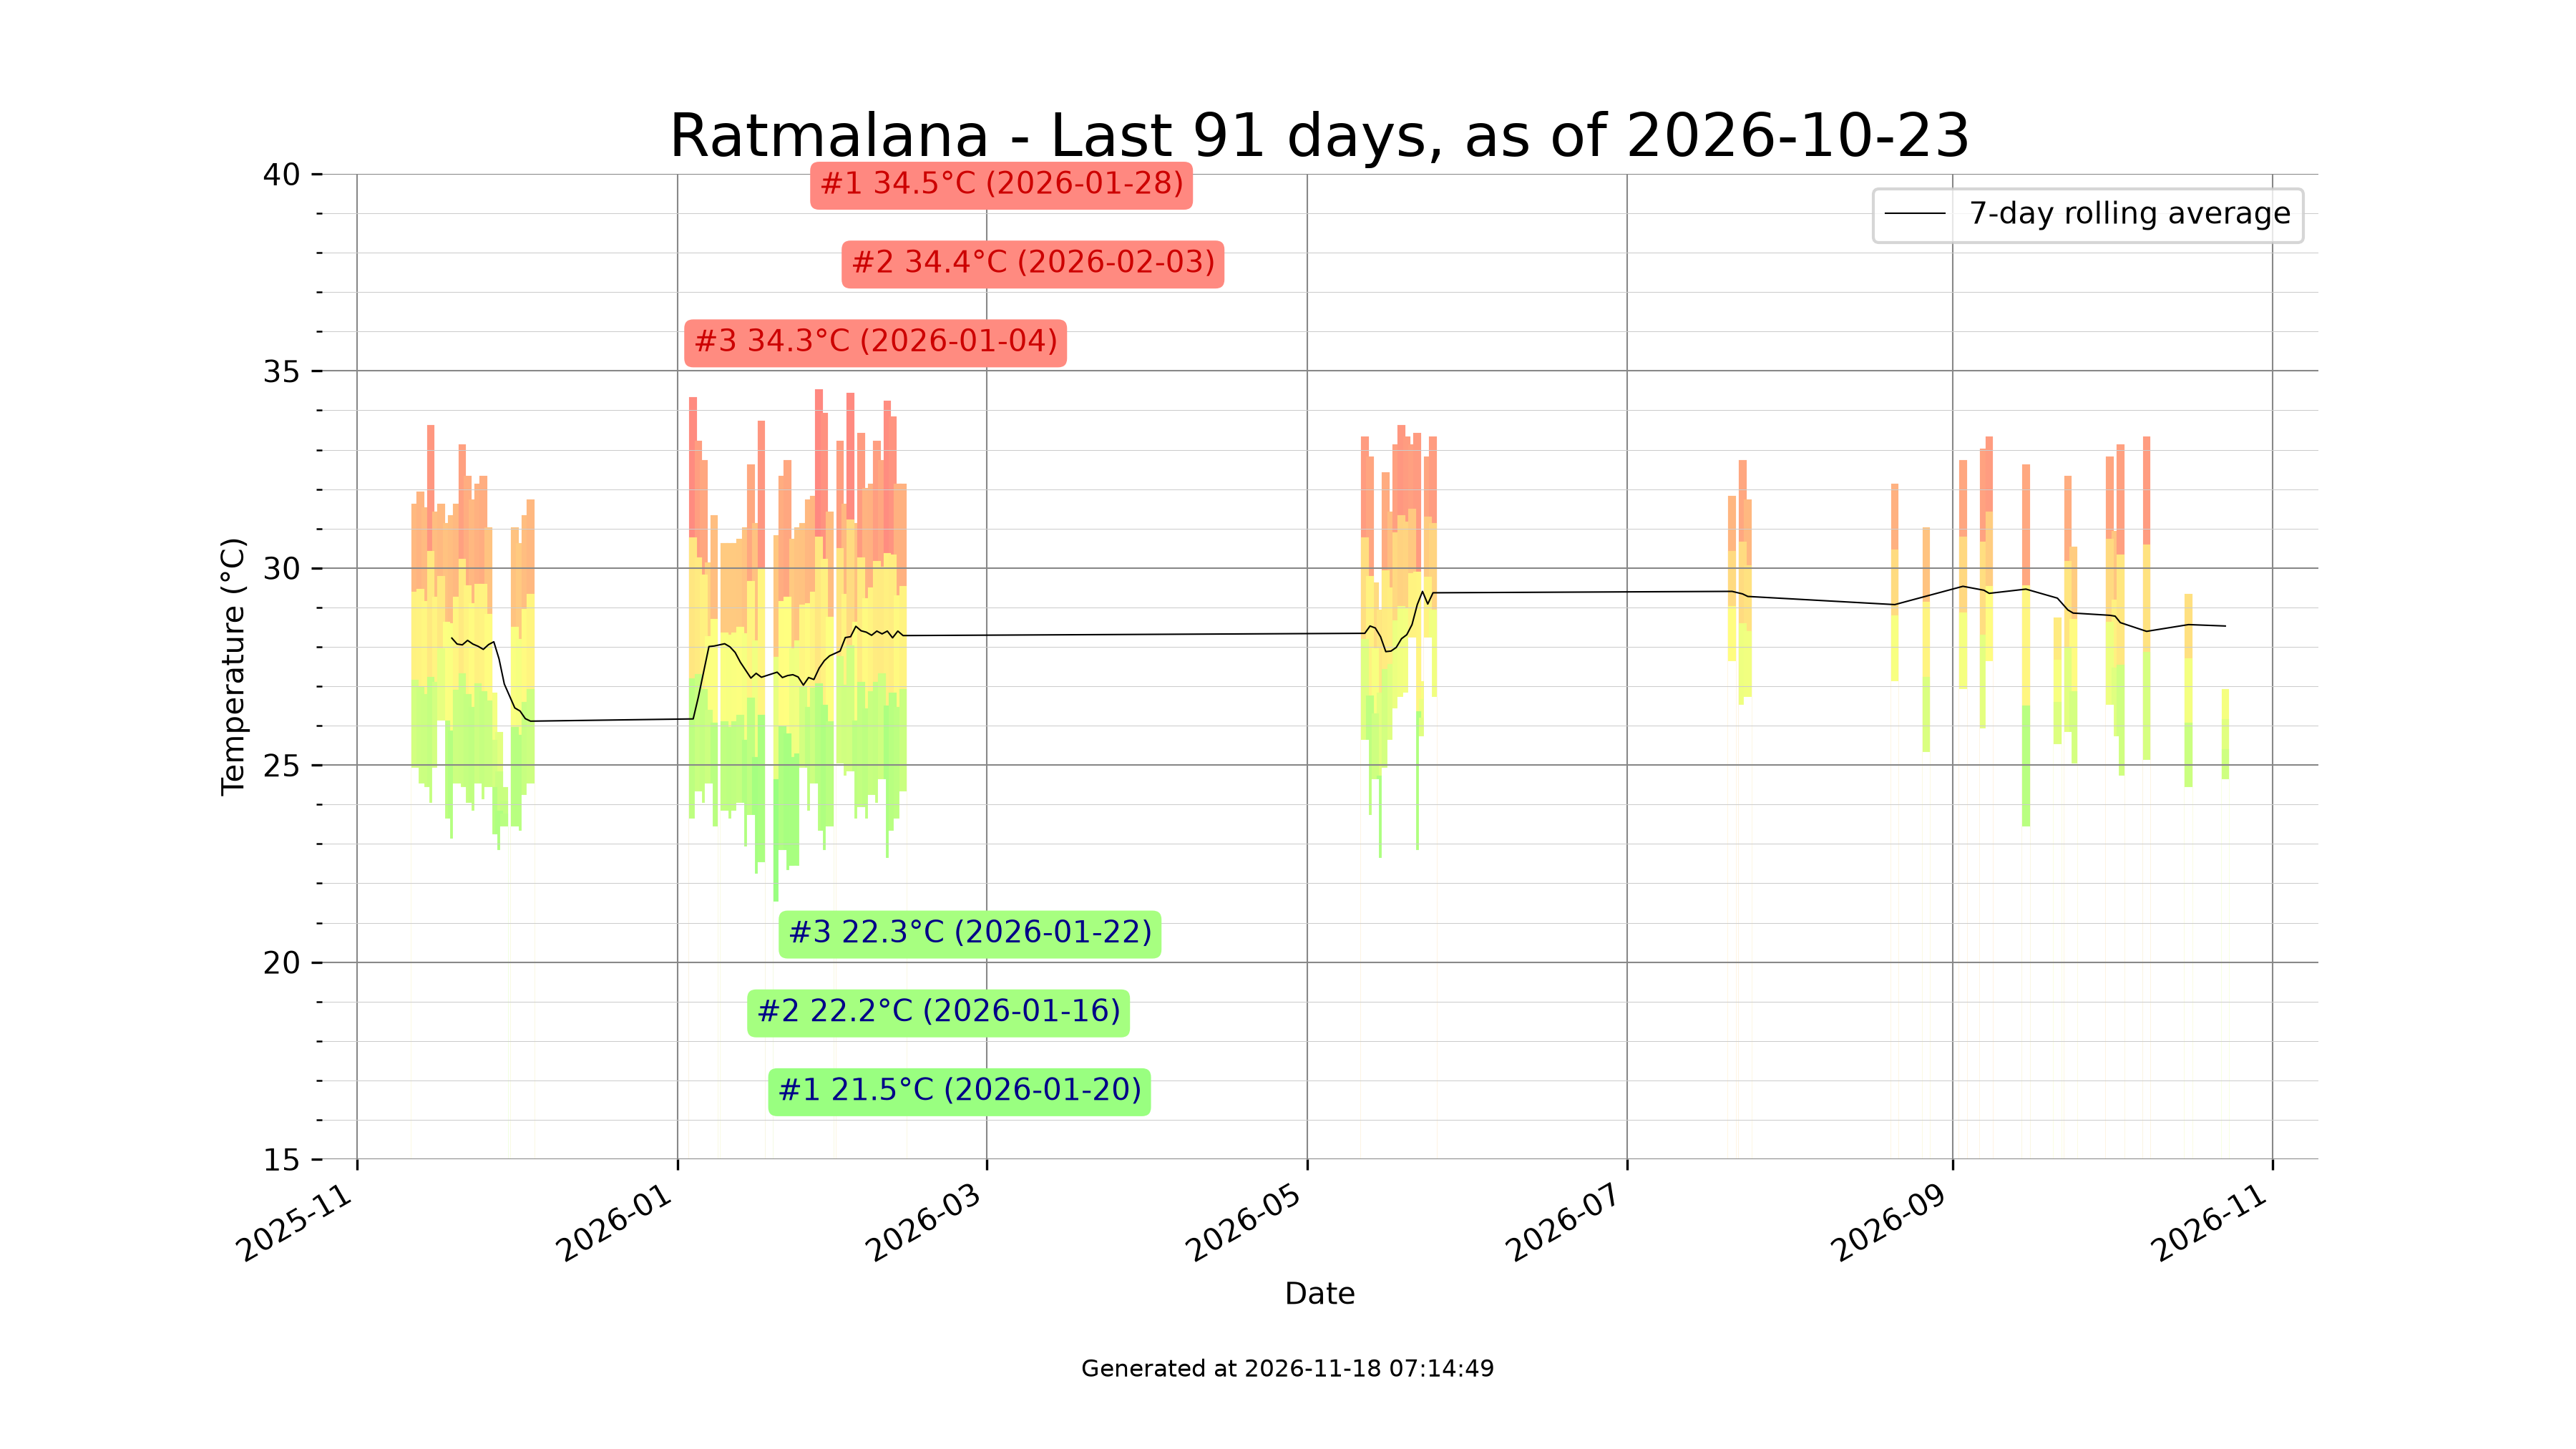 Ratmalana - Last 91 days, as of 2026-10-23
7-day rolling average
#1 34.5°C (2026-01-28)
#2 34.4°C (2026-02-03)
#3 34.3°C (2026-01-04)
#3 22.3°C (2026-01-22)
#2 22.2°C (2026-01-16)
#1 21.5°C (2026-01-20)
Temperature (°C)
40
35
30
25
20
15
2025-11
2026-01
2026-03
2026-05
2026-07
2026-09
2026-11
Date
Generated at 2026-11-18 07:14:49